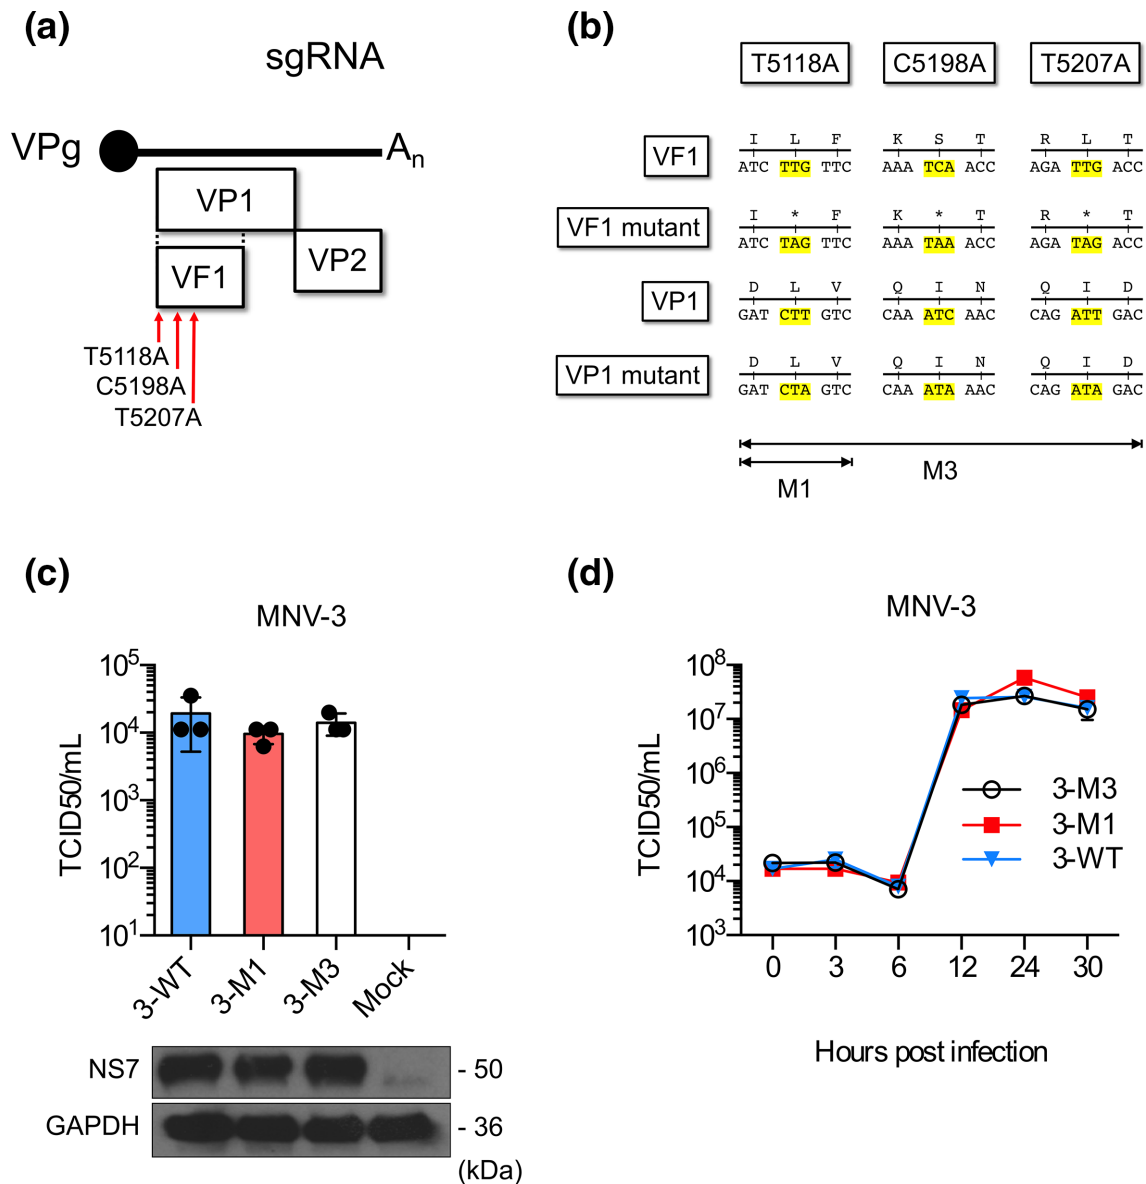 (a)
sgRNA
VPg
An
VP1
VF1
VP2
T5118A
C5198A
T5207A
(b)
T5118A C5198A T5207A
I L F K S T R L T
VF1
ATC TTG TTC AAA TCA ACC AGA TTG ACC
I * F K * T R * T
VF1 mutant
ATC TAG TTC AAA TAA ACC AGA TAG ACC
D L V Q I N Q I D
VP1
GAT CTT GTC CAA ATC AAC CAG ATT GAC
D L V Q I N Q I D
VP1 mutant
GAT CTA GTC CAA ATA AAC CAG ATA GAC
M3
M1
(c)
MNV-3
TCID50/mL
10^5
10^4
10^3
10^2
10^1
3-WT 3-M1 3-M3 Mock
NS7 - 50
GAPDH - 36
(kDa)
(d)
MNV-3
TCID50/mL
10^8
10^7
10^6
10^5
10^4
10^3
3-M3
3-M1
3-WT
0 3 6 12 24 30
Hours post infection